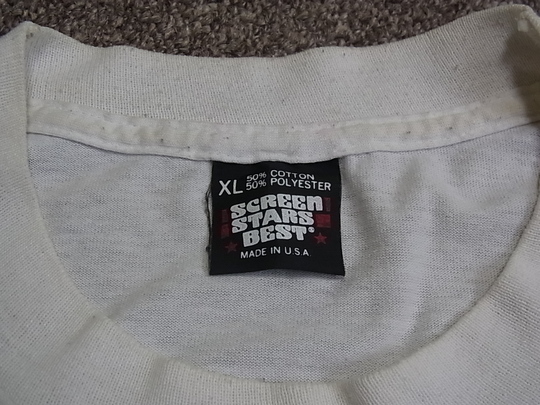 XL 50% COTTON
50% POLYESTER
SCREEN
STARS
BEST®
MADE IN U.S.A.